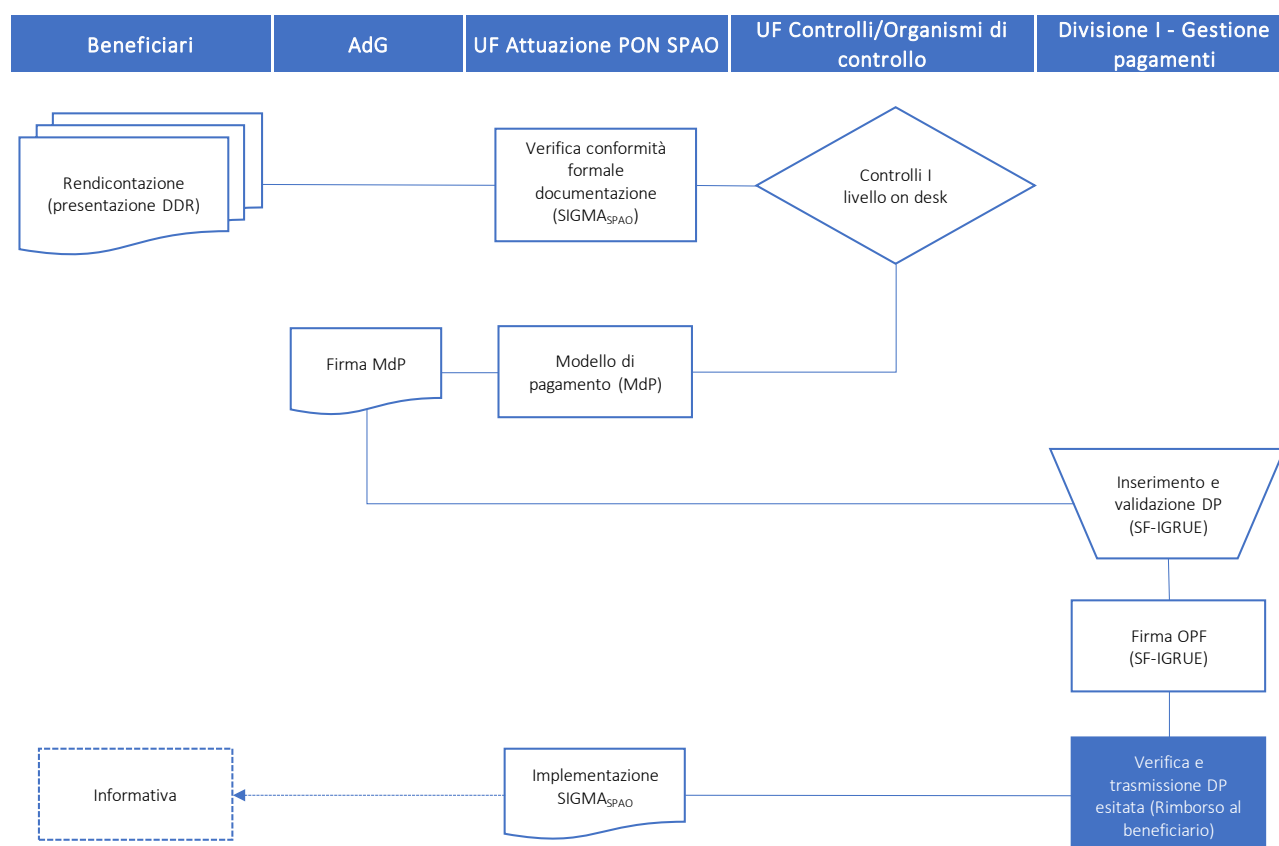 Beneficiari
AdG
UF Attuazione PON SPAO
UF Controlli/Organismi di
controllo
Divisione I - Gestione
pagamenti
Rendicontazione
(presentazione DDR)
Verifica conformità
formale
documentazione
(SIGMASPAO)
Controlli I
livello on desk
Firma MdP
Modello di
pagamento (MdP)
Inserimento e
validazione DP
(SF-IGRUE)
Firma OPF
(SF-IGRUE)
Informativa
Implementazione
SIGMASPAO
Verifica e
trasmissione DP
esitata (Rimborso al
beneficiario)